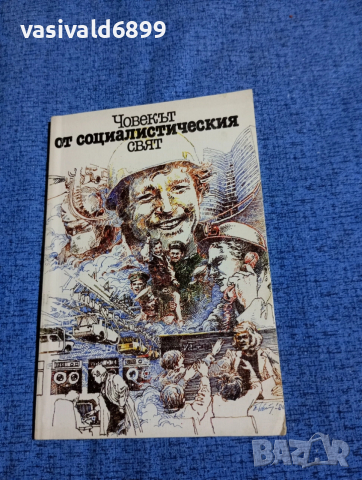 vasivald6899
Човекът
от социалистическия
свят
BAZAR